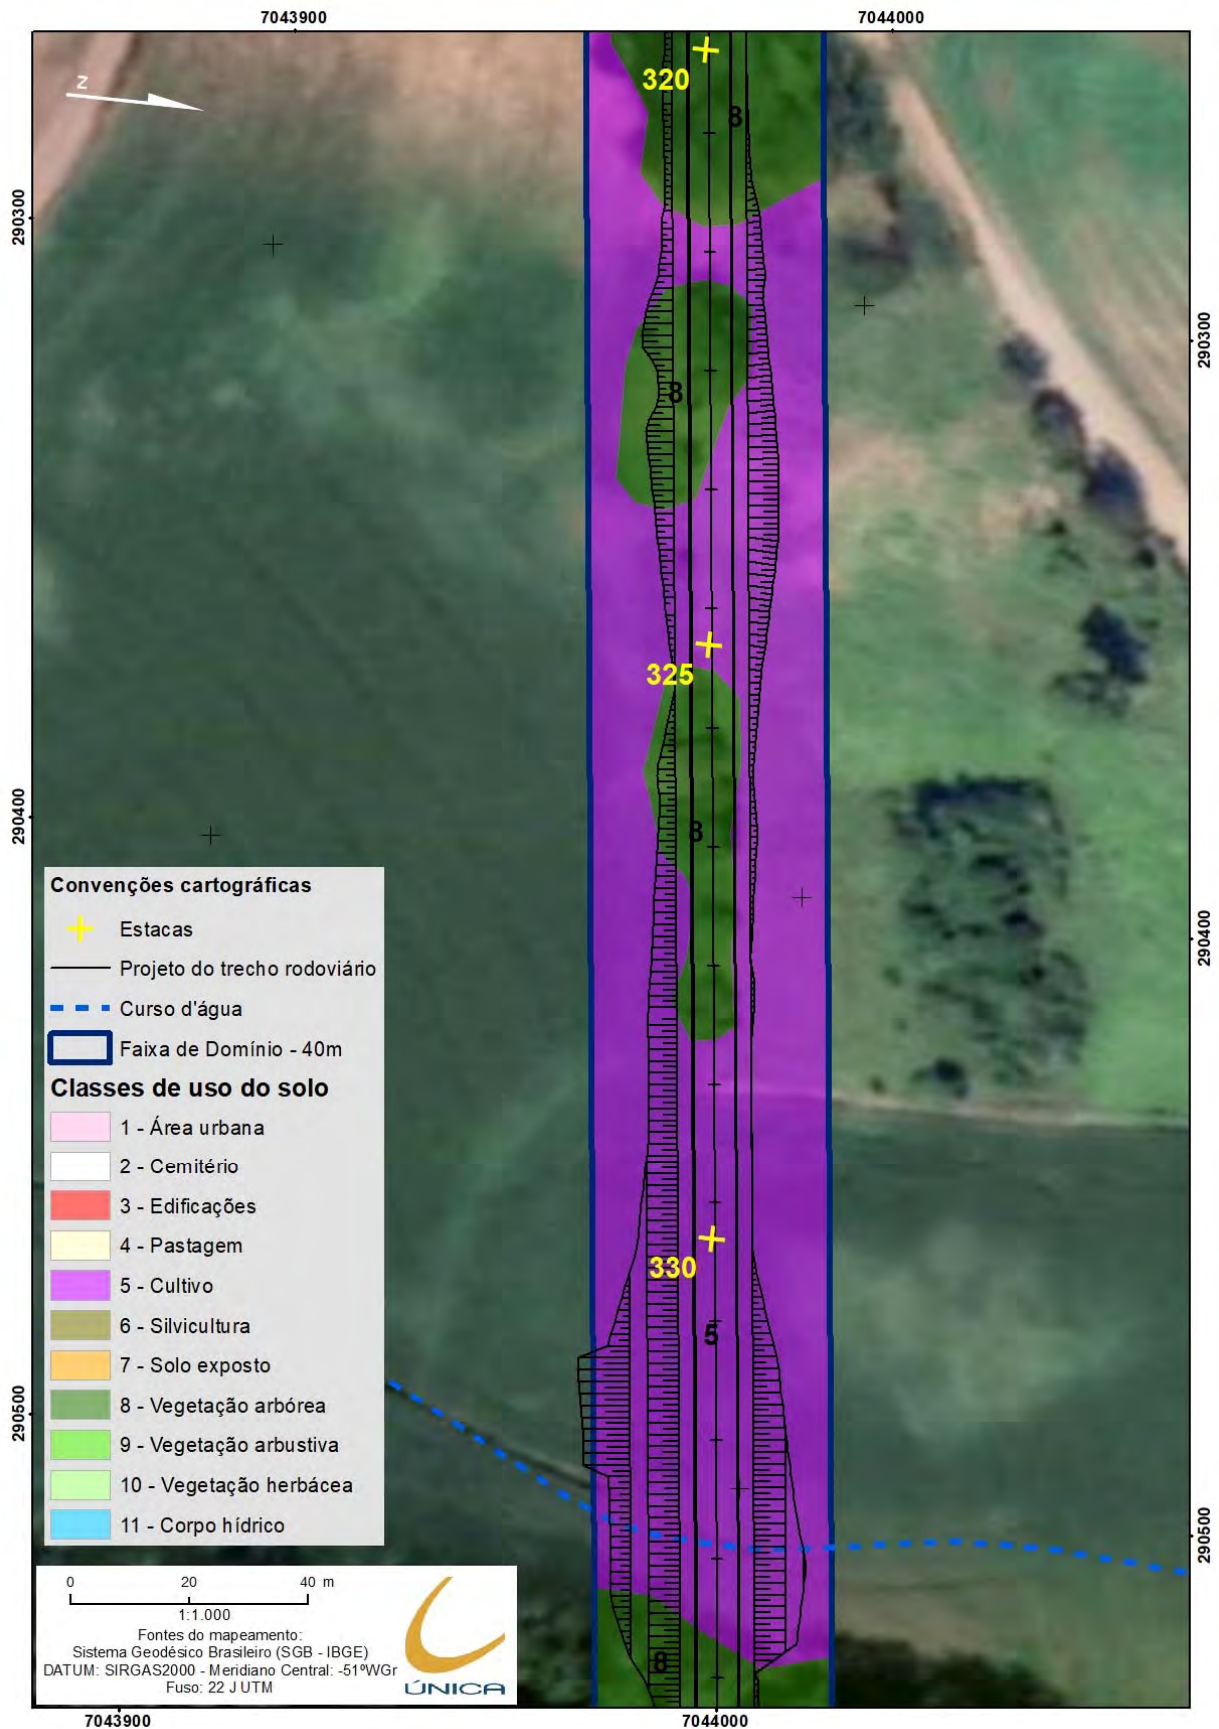 7043900
7044000
Z
320
8
290300
290300
8
325
290400
8
290400
Convenções cartográficas
Estacas
Projeto do trecho rodoviário
Curso d'água
Faixa de Domínio - 40m
Classes de uso do solo
1 - Área urbana
2 - Cemitério
3 - Edificações
4 - Pastagem
5 - Cultivo
6 - Silvicultura
7 - Solo exposto
8 - Vegetação arbórea
9 - Vegetação arbustiva
10 - Vegetação herbácea
11 - Corpo hídrico
330
5
290500
290500
8
0 20 40 m
1:1.000
Fontes do mapeamento:
Sistema Geodésico Brasileiro (SGB - IBGE)
DATUM: SIRGAS2000 - Meridiano Central: -51ºWGr
Fuso: 22 J UTM
ÚNICA
7043900
7044000